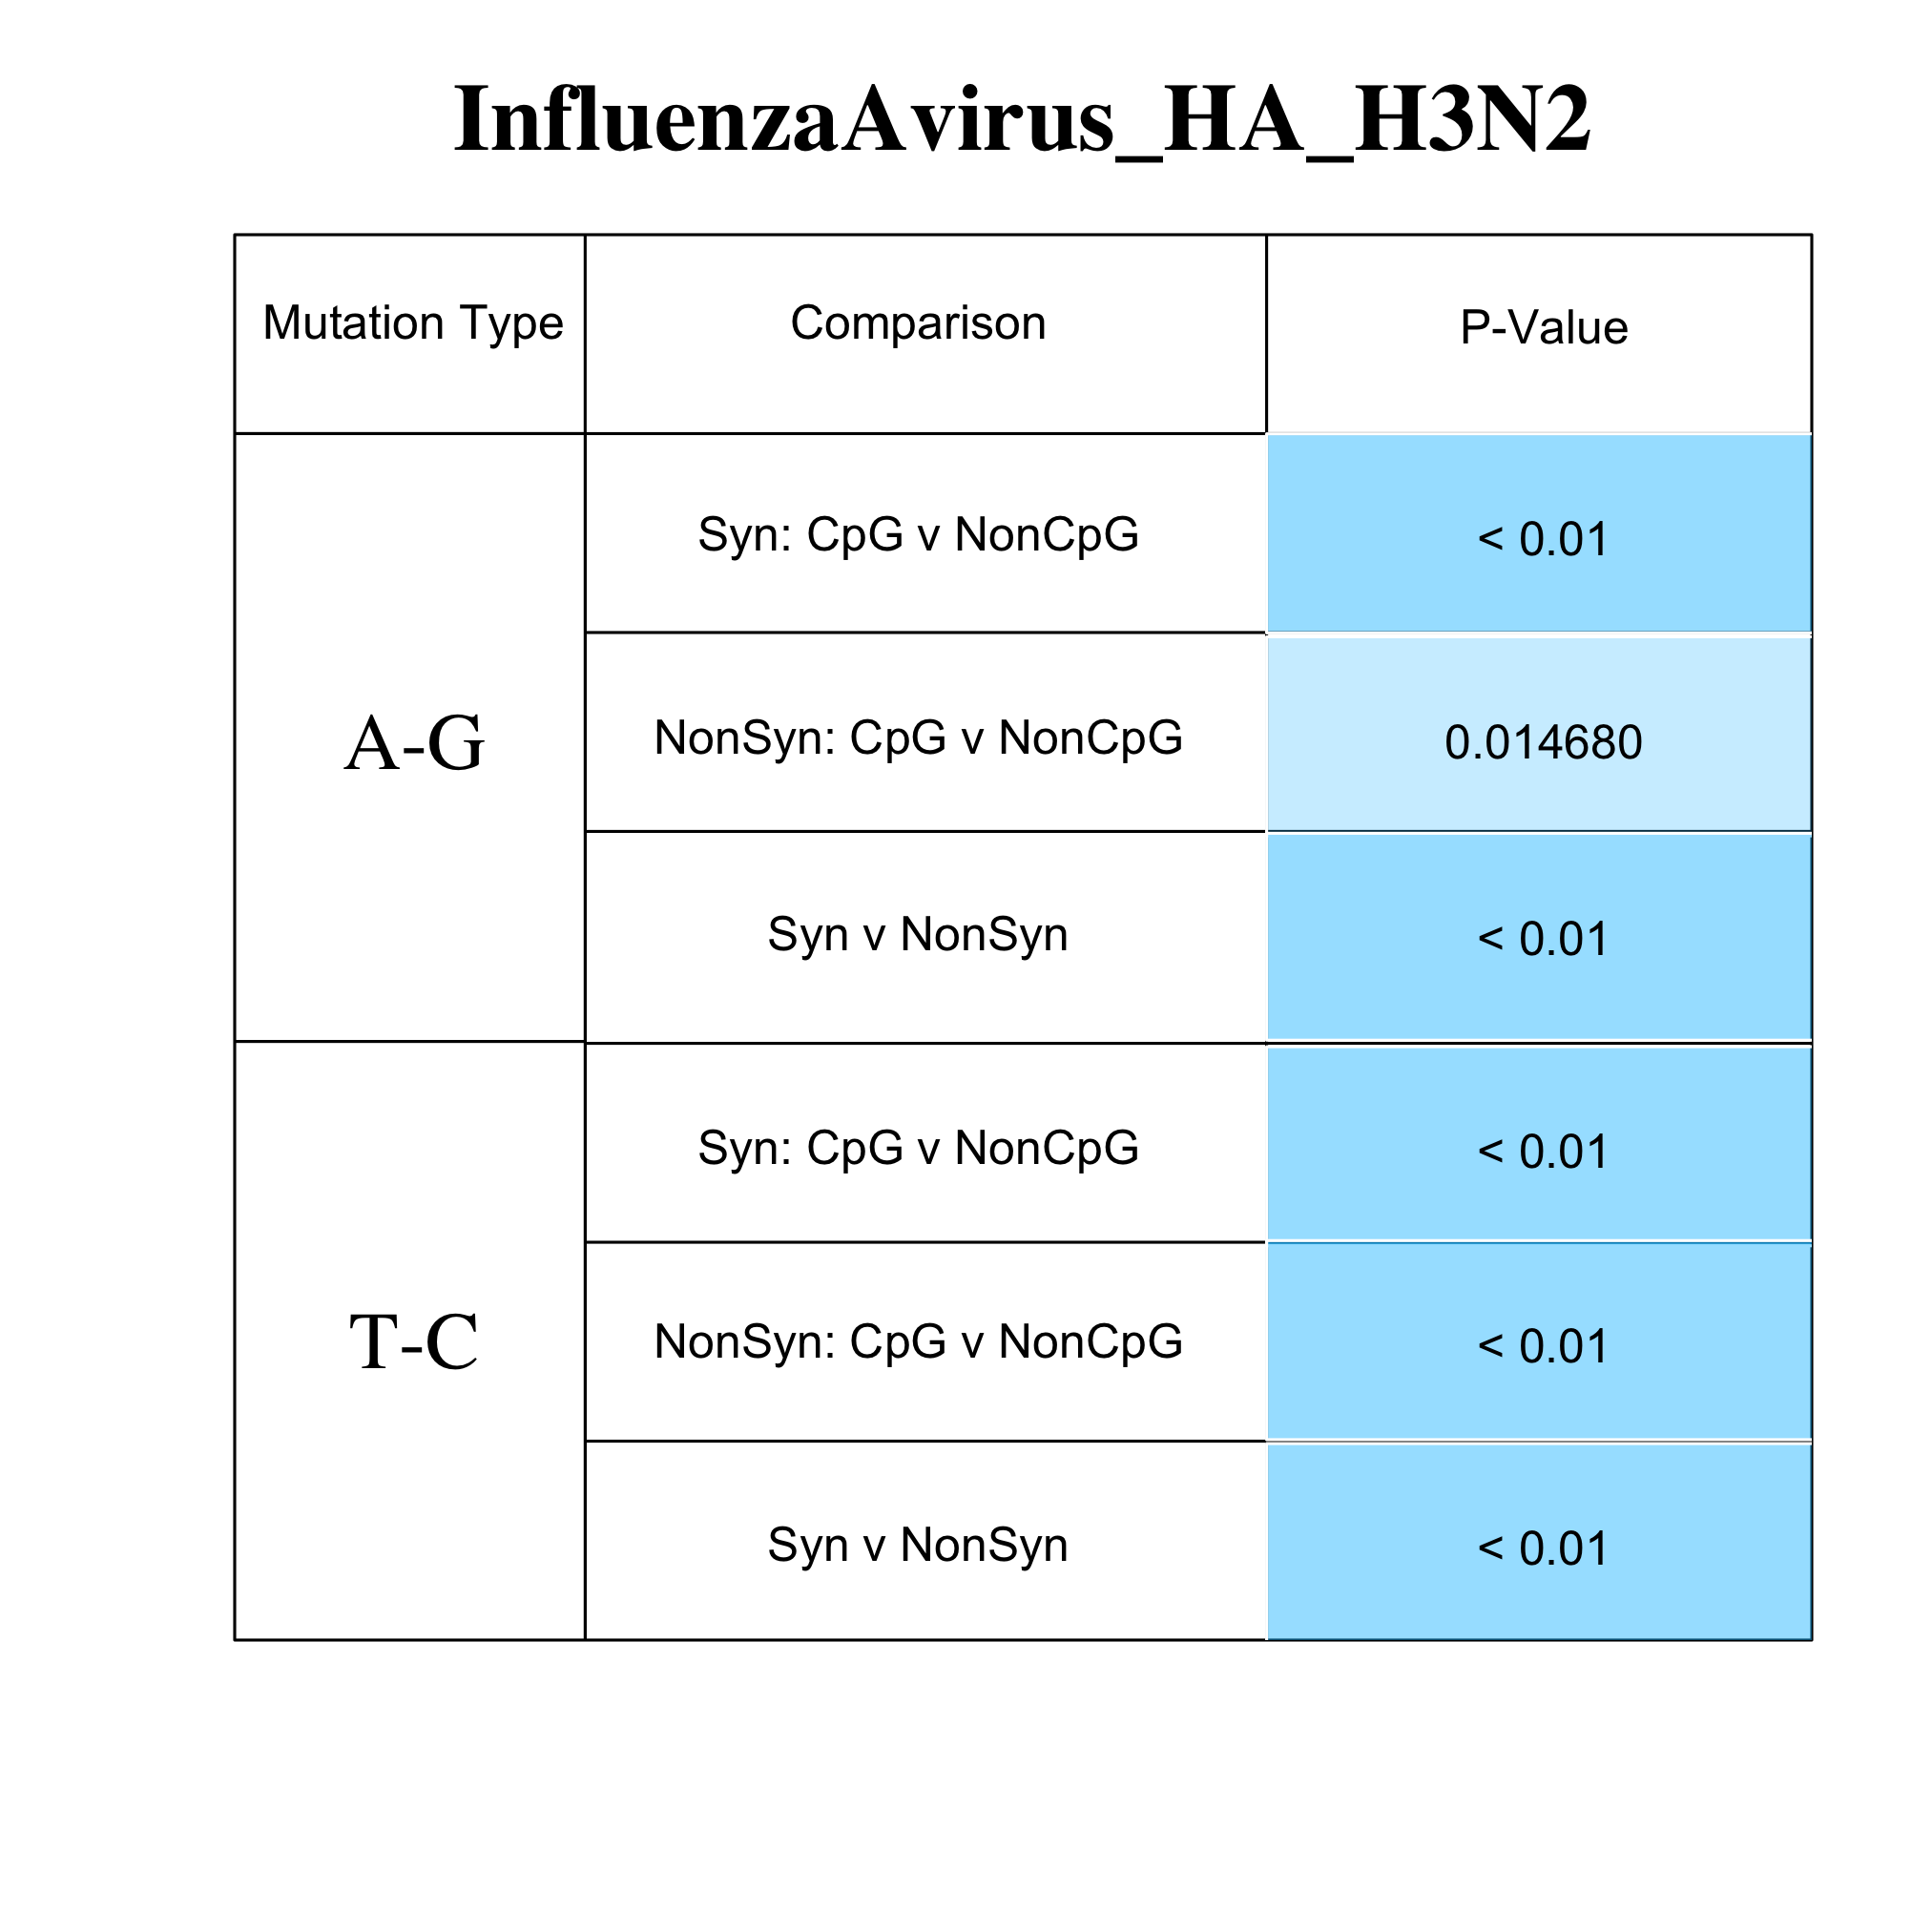 InfluenzaAvirus_HA_H3N2
Mutation Type Comparison P-Value
A-G
Syn: CpG v NonCpG < 0.01
NonSyn: CpG v NonCpG 0.014680
Syn v NonSyn < 0.01
T-C
Syn: CpG v NonCpG < 0.01
NonSyn: CpG v NonCpG < 0.01
Syn v NonSyn < 0.01